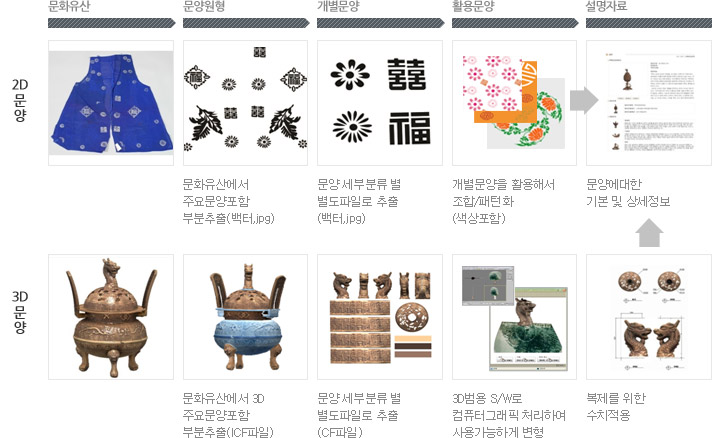 문화유산
문양원형
개별문양
활용문양
설명자료
2D
문
양
囍
福
문화유산에서
주요문양포함
부분추출(백터,jpg)
문양 세부분류 별
별도파일로 추출
(백터,jpg)
개별문양을 활용해서
조합/패턴화
(색상포함)
문양에대한
기본 및 상세정보
3D
문
양
문화유산에서 3D
주요문양포함
부분추출(ICF파일)
문양 세부분류 별
별도파일로 추출
(CF파일)
3D범용 S/W로
컴퓨터그래픽 처리하여
사용가능하게 변형
복제를 위한
수치적용